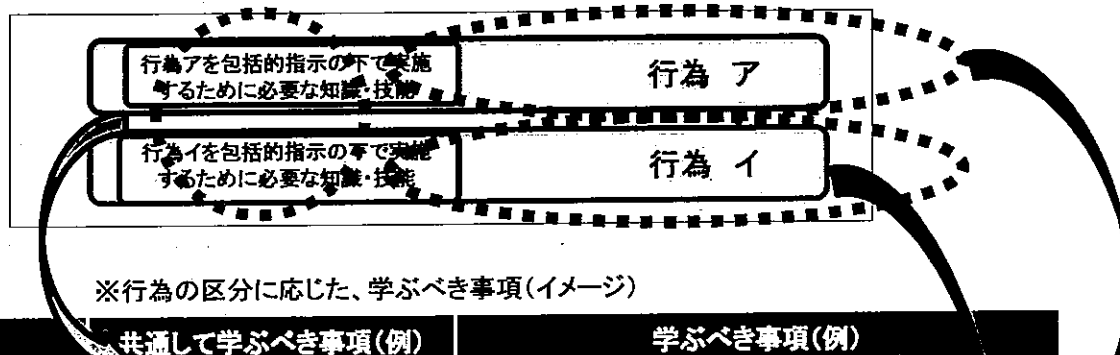 行為アを包括的指示の下で実施
するために必要な知識・技能
行為 ア
行為イを包括的指示の下で実施
するために必要な知識・技能
行為 イ
※行為の区分に応じた、学ぶべき事項(イメージ)
共通して学ぶべき事項(例)
学ぶべき事項(例)